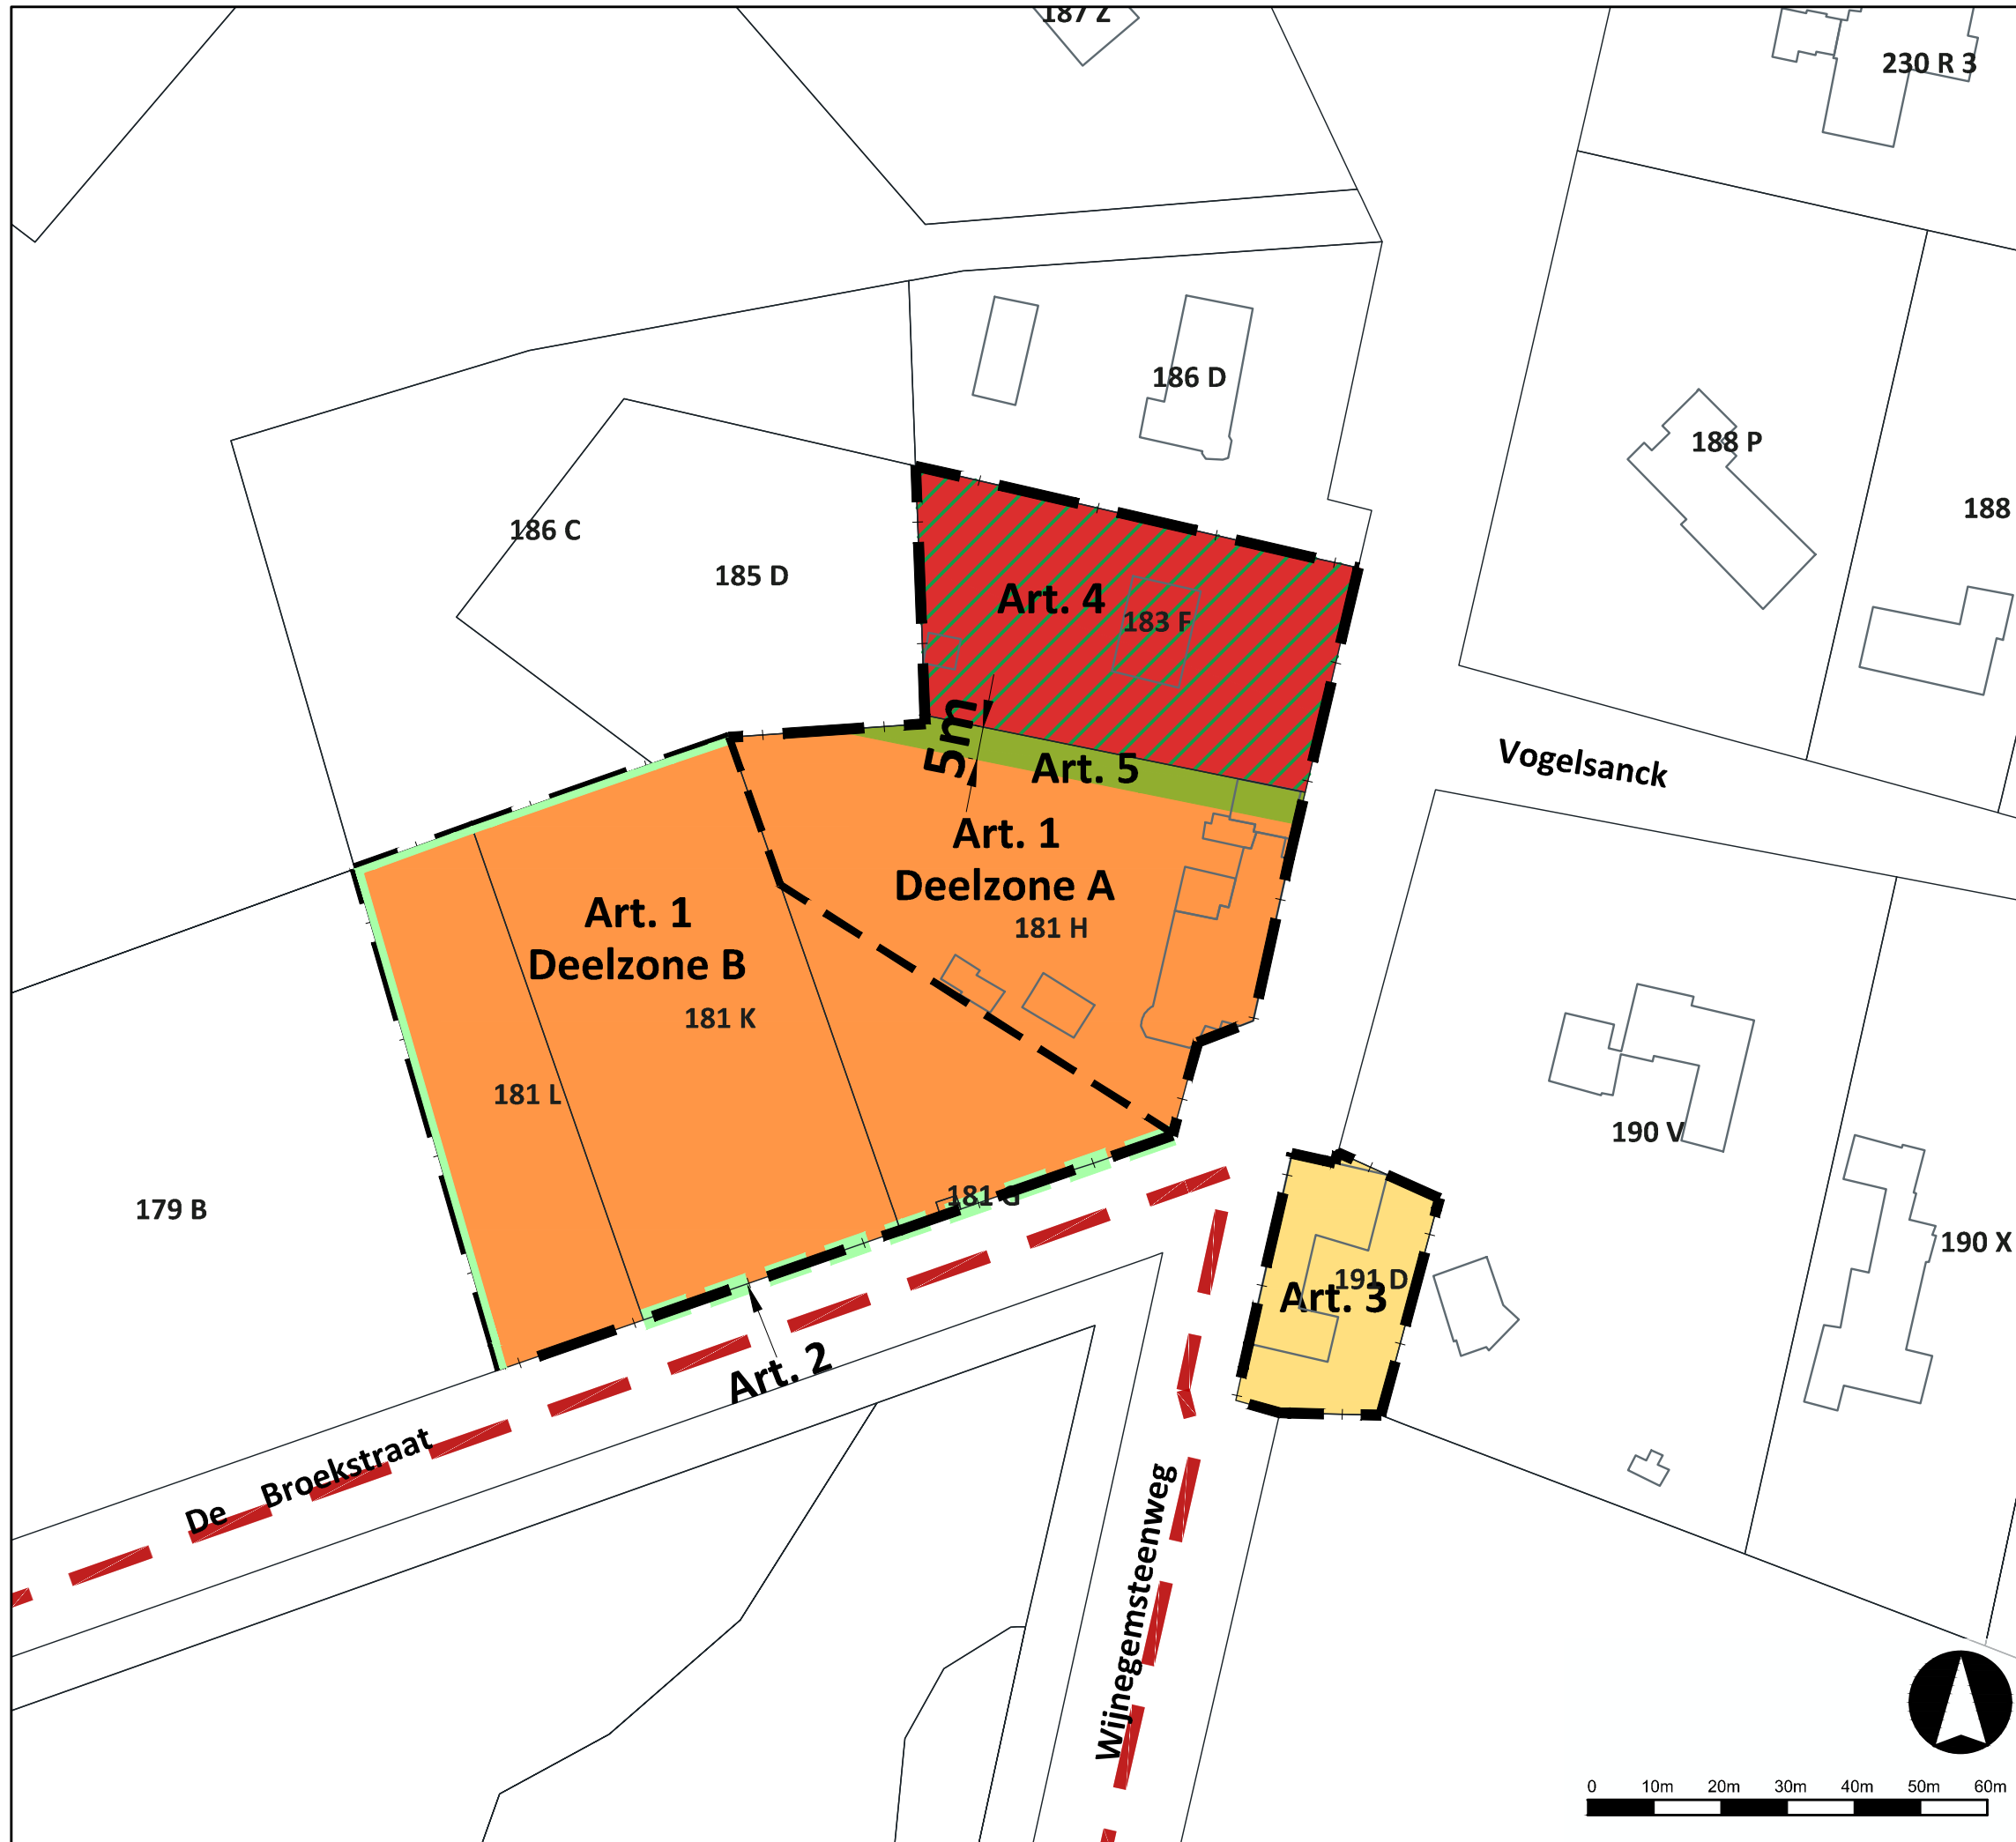 187 Z
230 R 3
186 D
188 P
188
186 C
185 D
Art. 4
183 F
5m
Art. 5
Vogelsanck
Art. 1
Deelzone A
181 H
Art. 1
Deelzone B
181 K
181 L
190 V
179 B
181 G
190 X
191 D
Art. 3
Art. 2
De Broekstraat
Wijnegemsteenweg
0 10m 20m 30m 40m 50m 60m